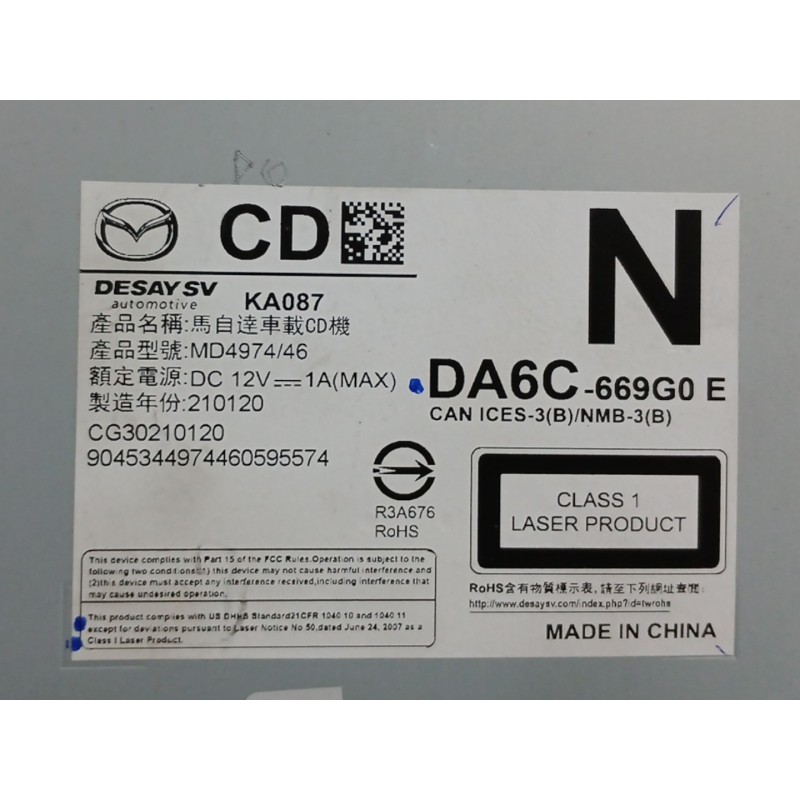 CD
N
DESAY SV
automotive
KA087
產品名稱:馬自達車載CD機
產品型號:MD4974/46
額定電源:DC 12V⎓1A(MAX)
製造年份:210120
CG30210120
9045344974460595574
DA6C-669G0 E
CAN ICES-3(B)/NMB-3(B)
R3A676
RoHS
CLASS 1
LASER PRODUCT
This device complies with Part 15 of the FCC Rules.Operation is subject to the
following two conditions:(1) this device may not cause harmful interference and
(2)this device must accept any interference received,including interference that
may cause undesired operation.
This product complies with US DHHS Standard21CFR 1040 10 and 1040 11
except for deviations pursuant to Laser Notice No 50,dated June 24, 2007 as a
Class I Laser Product.
RoHS含有物質標示表,請至下列網址查閱:
http://www.desaysv.com/index.php?id=twrohs
MADE IN CHINA